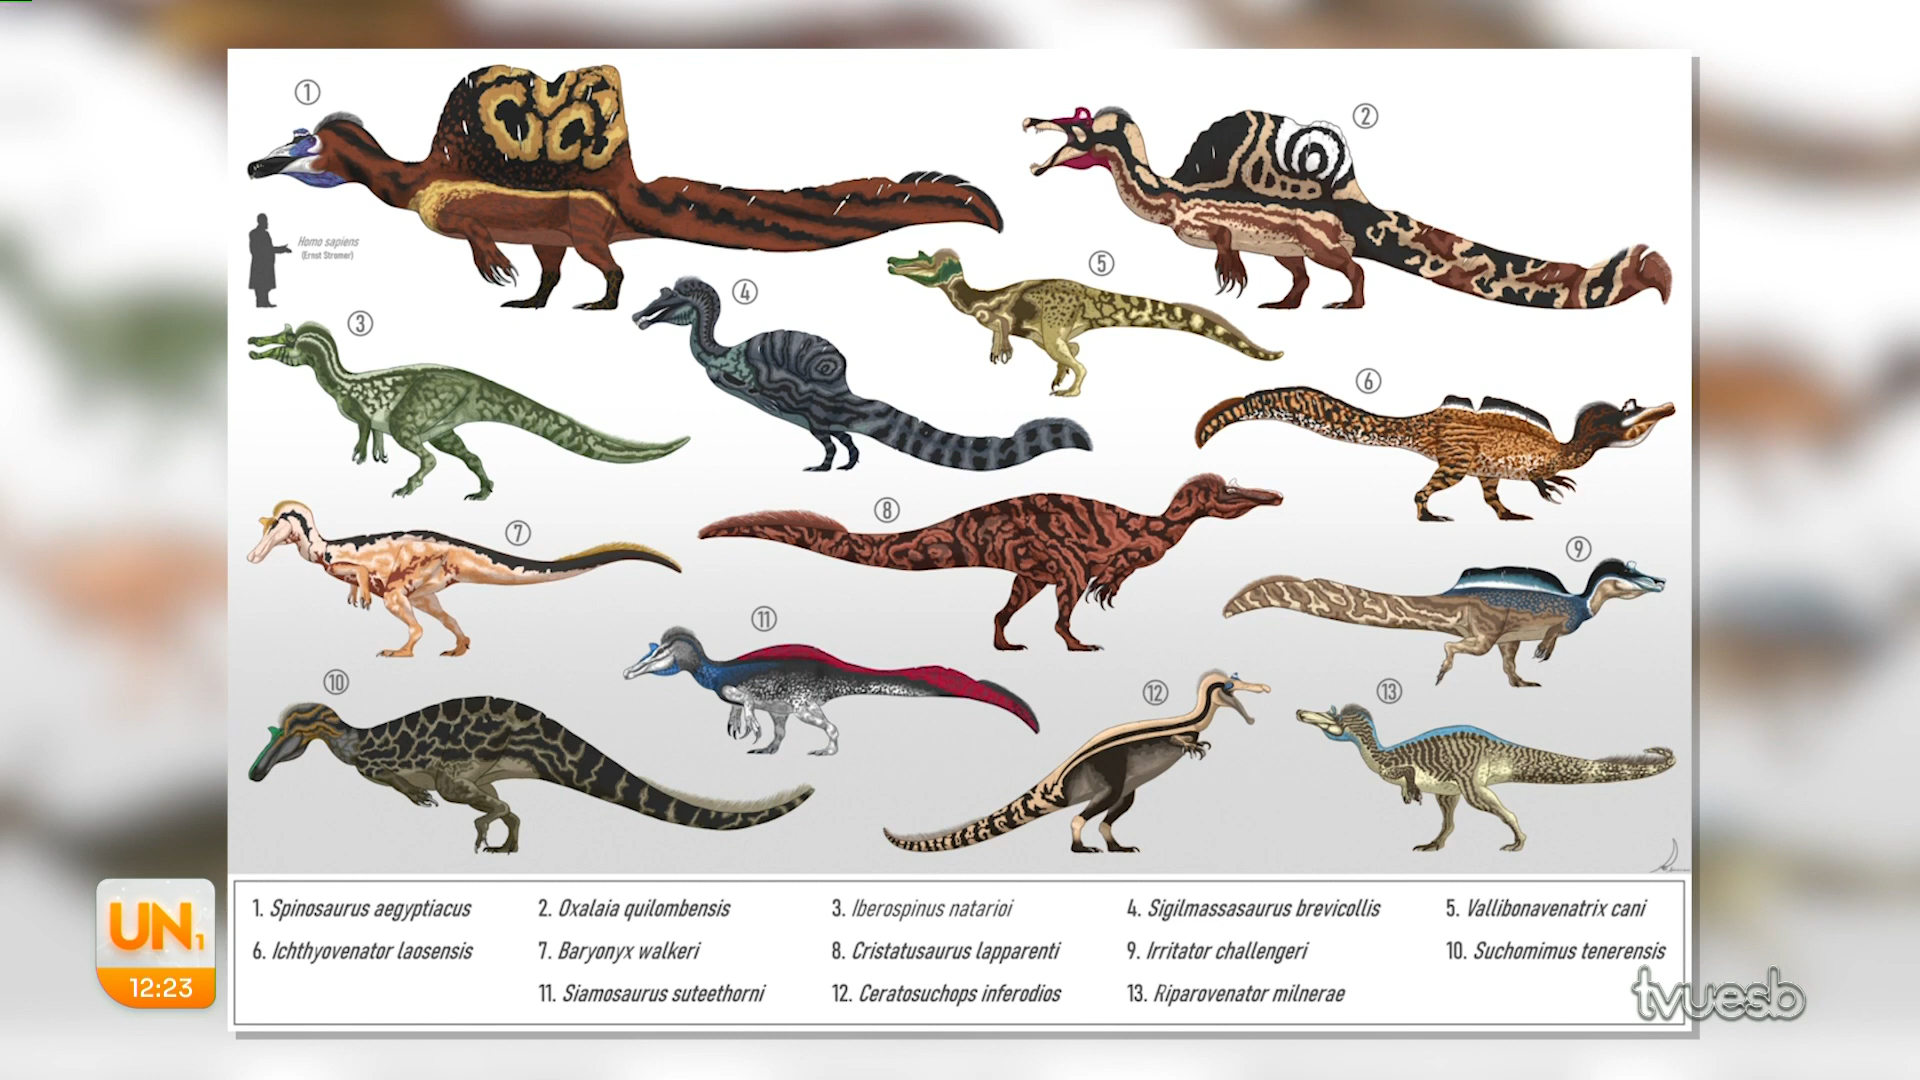 1
2
Homo sapiens
(Ernst Stromer)
5
4
3
6
8
7
9
11
10
12
13
1. Spinosaurus aegyptiacus
2. Oxalaia quilombensis
3. Iberospinus natarioi
4. Sigilmassasaurus brevicollis
5. Vallibonavenatrix cani
6. Ichthyovenator laosensis
7. Baryonyx walkeri
8. Cristatusaurus lapparenti
9. Irritator challengeri
10. Suchomimus tenerensis
11. Siamosaurus suteethorni
12. Ceratosuchops inferodios
13. Riparovenator milnerae
UN1
12:23
tvuesb